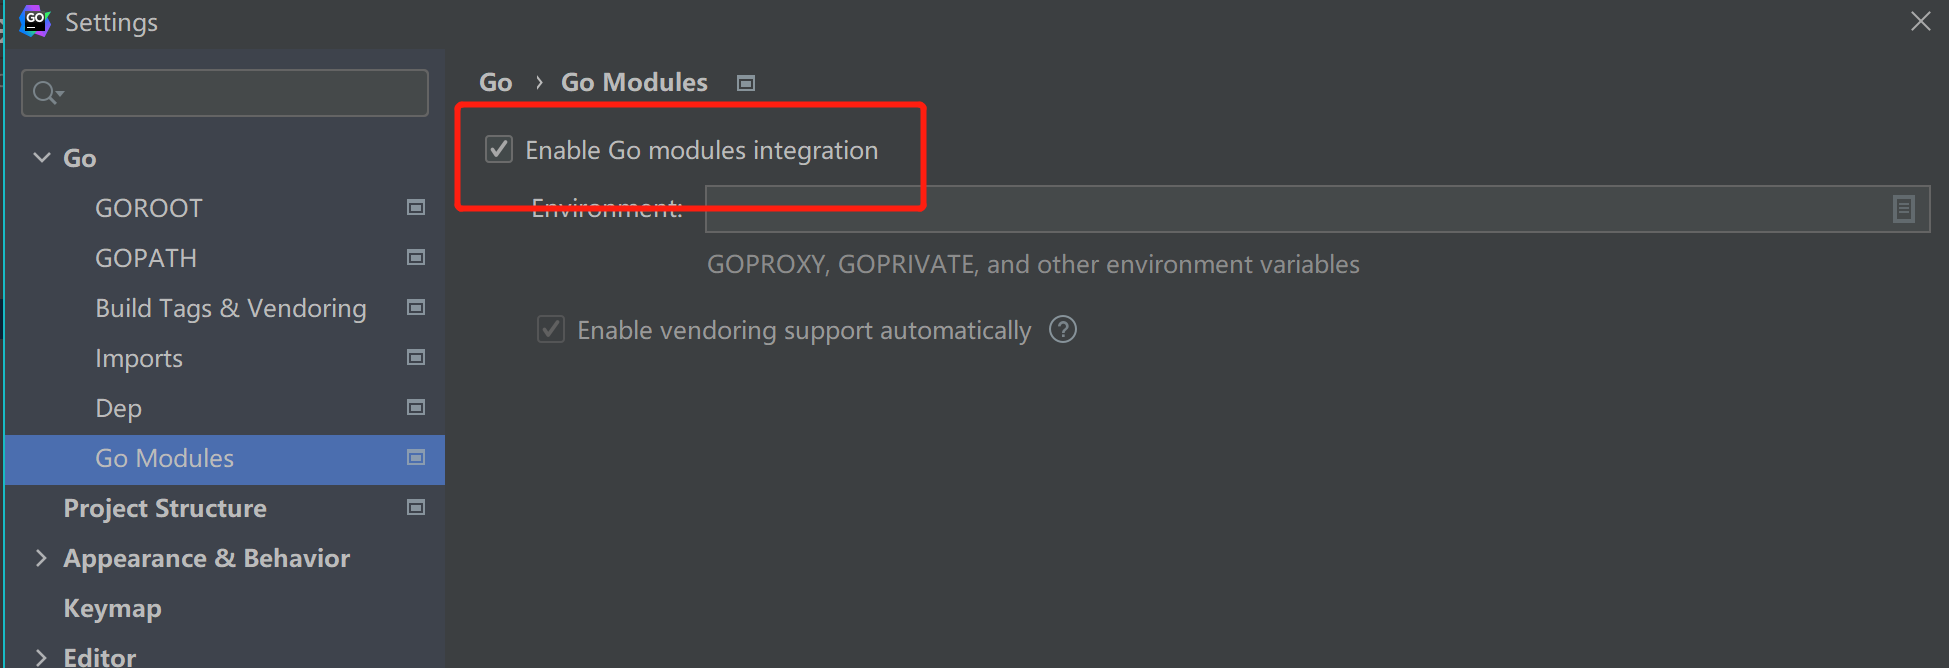 GO
Settings
Go
GOROOT
GOPATH
Build Tags & Vendoring
Imports
Dep
Go Modules
Project Structure
Appearance & Behavior
Keymap
Editor
Go › Go Modules
Enable Go modules integration
Environment:
GOPROXY, GOPRIVATE, and other environment variables
Enable vendoring support automatically ?